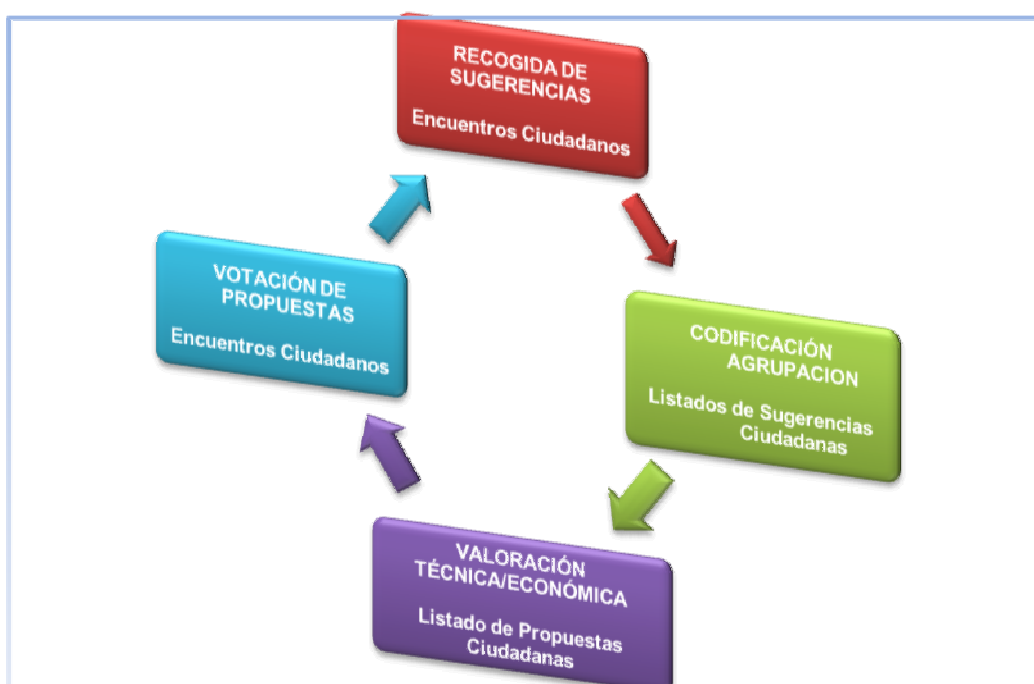 RECOGIDA DE
SUGERENCIAS
Encuentros Ciudadanos
CODIFICACIÓN
AGRUPACION
Listados de Sugerencias
Ciudadanas
VALORACIÓN
TÉCNICA/ECONÓMICA
Listado de Propuestas
Ciudadanas
VOTACIÓN DE
PROPUESTAS
Encuentros Ciudadanos